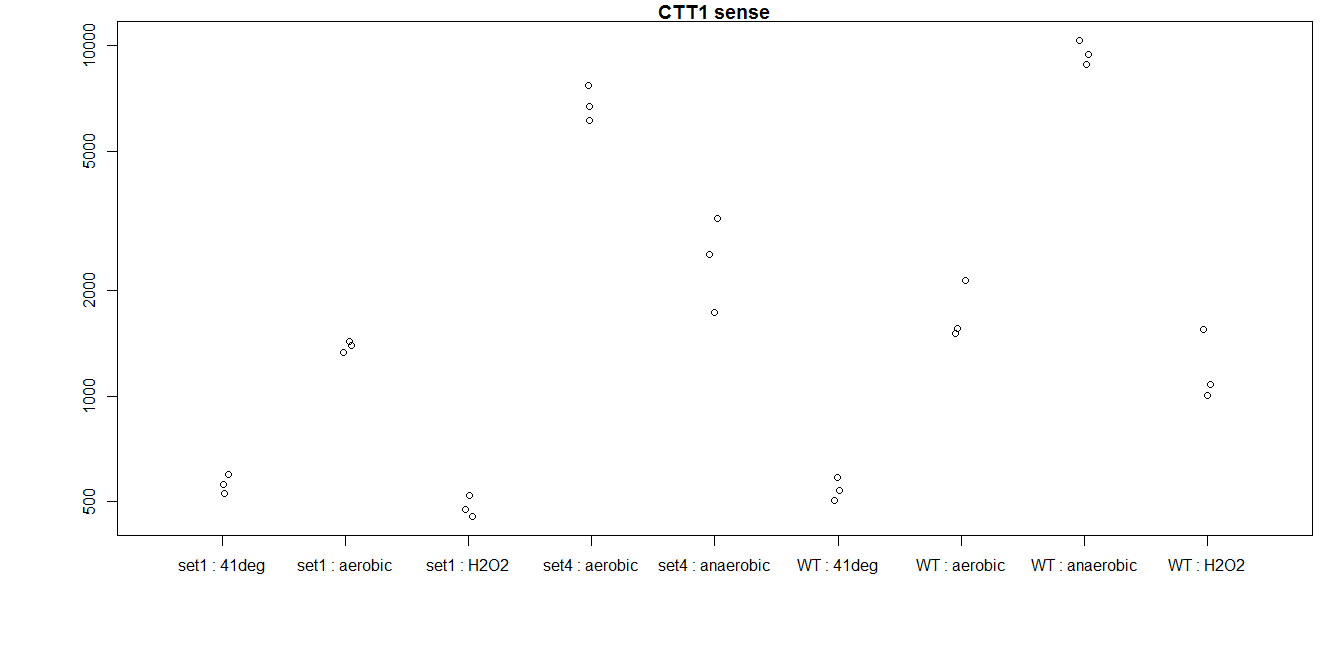 CTT1 sense
10000
5000
2000
1000
500
set1 : 41deg
set1 : aerobic
set1 : H2O2
set4 : aerobic
set4 : anaerobic
WT : 41deg
WT : aerobic
WT : anaerobic
WT : H2O2